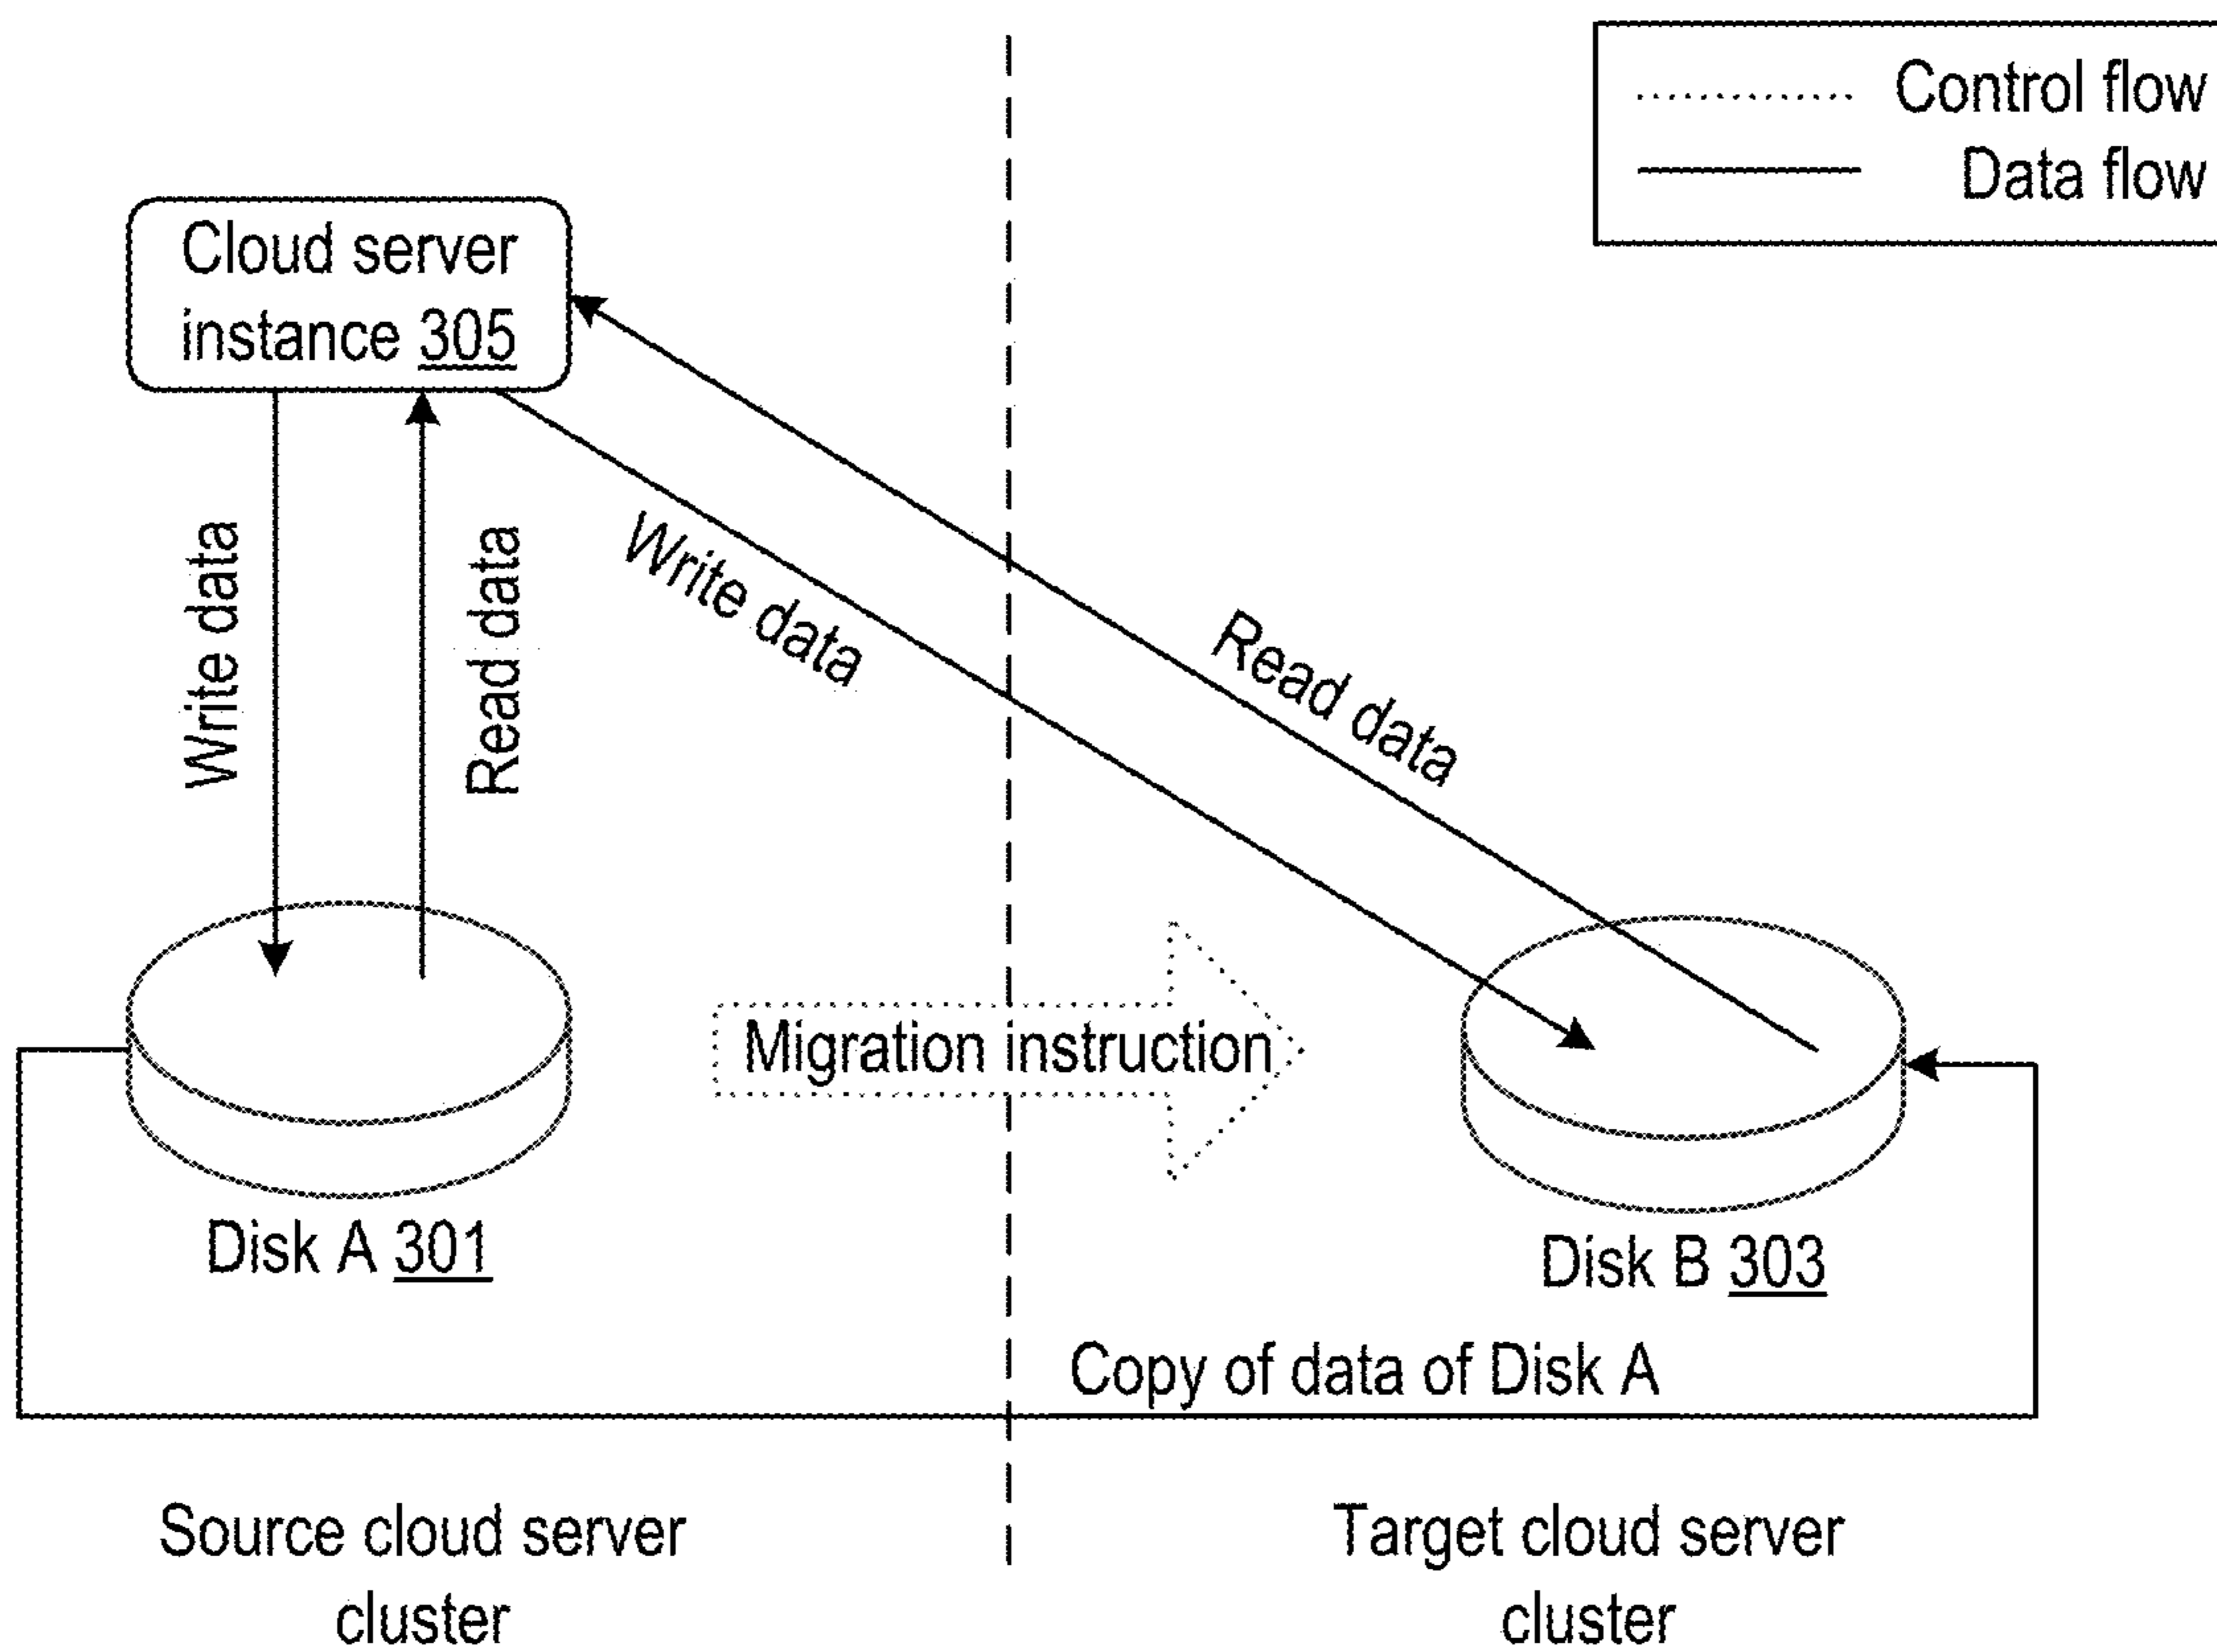 Control flow
Data flow
Cloud server
instance 305
Write data
Read data
Write data
Read data
Migration instruction
Disk A 301
Disk B 303
Copy of data of Disk A
Source cloud server
cluster
Target cloud server
cluster